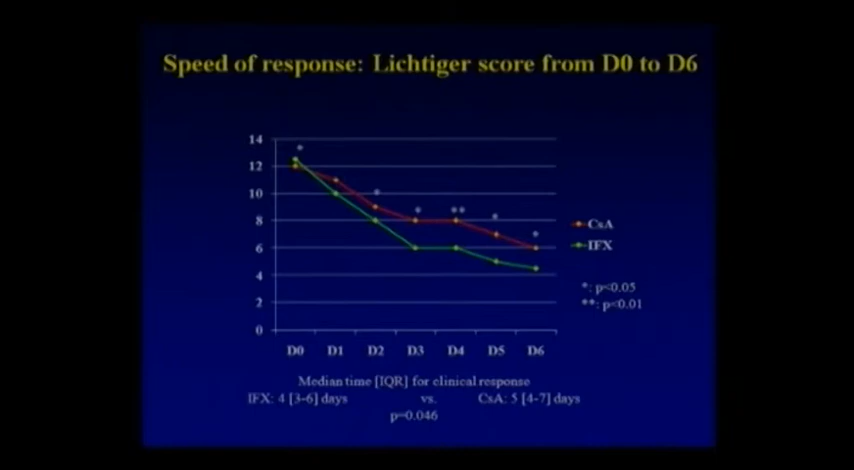 Speed of response: Lichtiger score from D0 to D6
14
*
12
10
*
8
*
**
*
6
*
4
2
0
CsA
IFX
*: p<0.05
**: p<0.01
D0 D1 D2 D3 D4 D5 D6
Median time [IQR] for clinical response
IFX: 4 [3-6] days vs. CsA: 5 [4-7] days
p=0.046